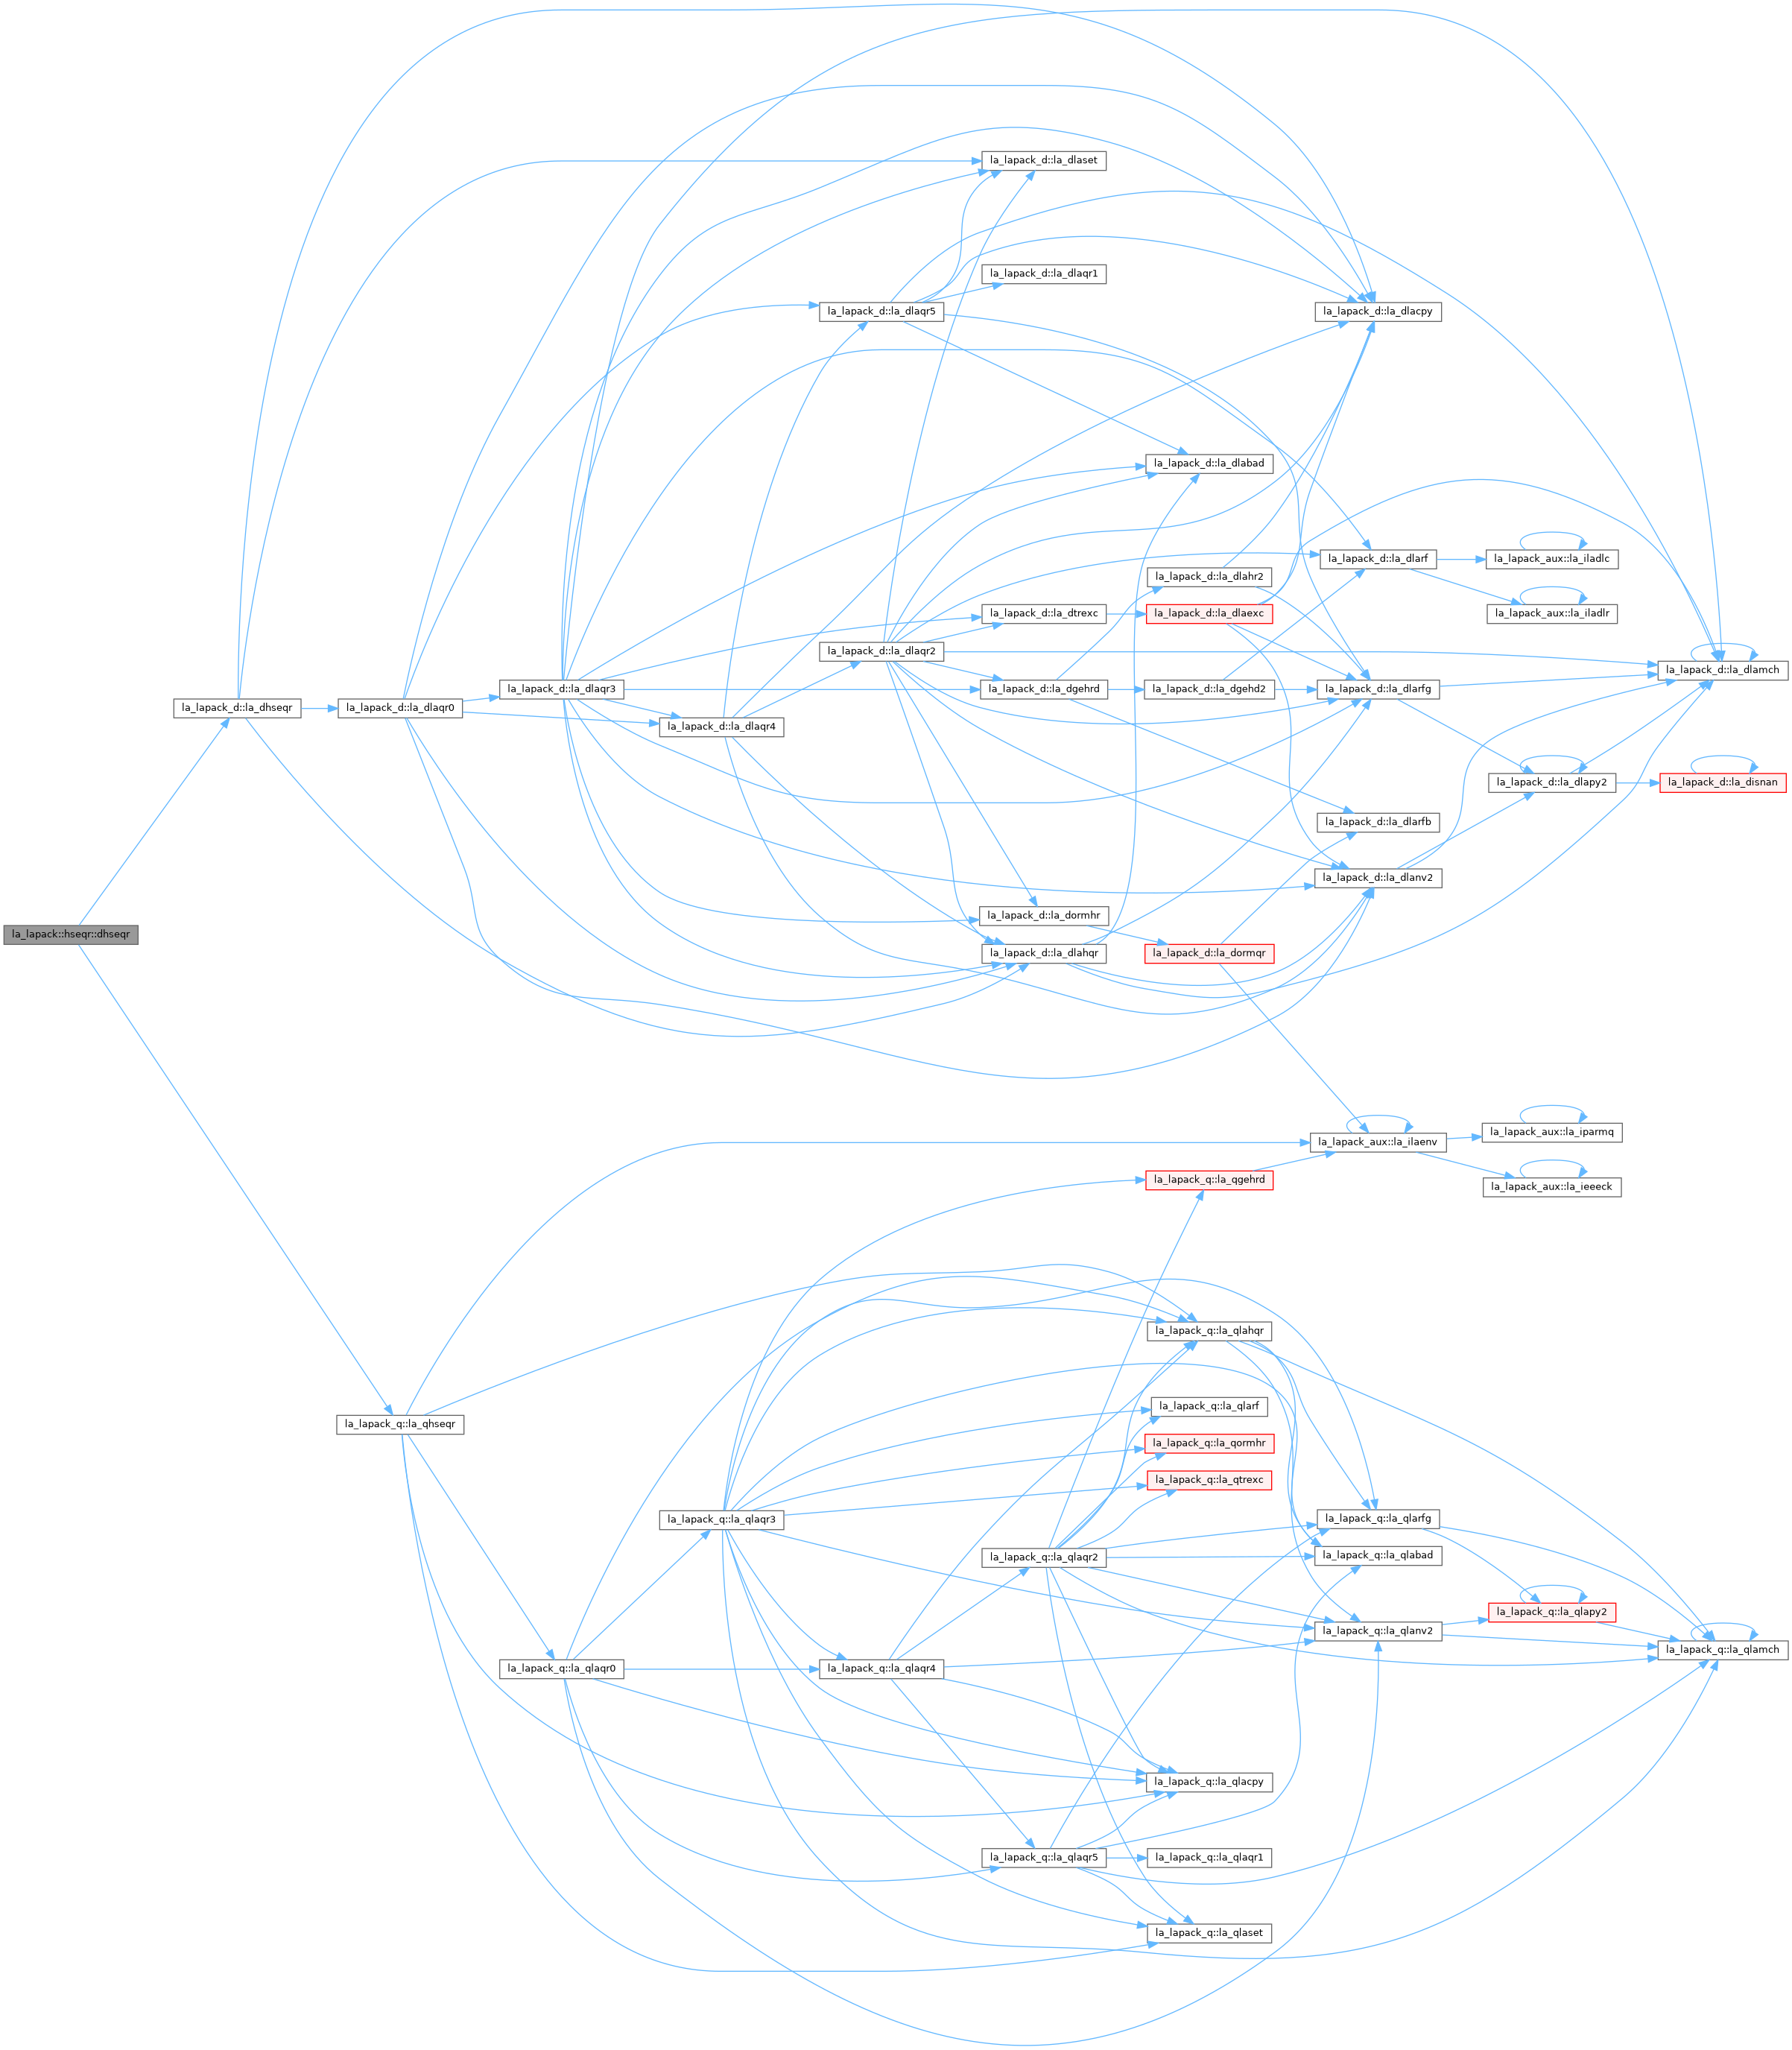 la_lapack_d::la_dlaset
la_lapack_d::la_dlaqr1
la_lapack_d::la_dlaqr5
la_lapack_d::la_dlacpy
la_lapack_d::la_dlabad
la_lapack_d::la_dlarf
la_lapack_aux::la_iladlc
la_lapack_d::la_dlahr2
la_lapack_d::la_dtrexc
la_lapack_d::la_dlaexc
la_lapack_aux::la_iladlr
la_lapack_d::la_dlaqr2
la_lapack_d::la_dlamch
la_lapack_d::la_dlaqr3
la_lapack_d::la_dgehrd
la_lapack_d::la_dgehd2
la_lapack_d::la_dlarfg
la_lapack_d::la_dhseqr
la_lapack_d::la_dlaqr0
la_lapack_d::la_dlaqr4
la_lapack_d::la_dlapy2
la_lapack_d::la_disnan
la_lapack_d::la_dlarfb
la_lapack_d::la_dlanv2
la_lapack_d::la_dormhr
la_lapack::hseqr::dhseqr
la_lapack_d::la_dlahqr
la_lapack_d::la_dormqr
la_lapack_aux::la_iparmq
la_lapack_aux::la_ilaenv
la_lapack_q::la_qgehrd
la_lapack_aux::la_ieeeck
la_lapack_q::la_qlahqr
la_lapack_q::la_qlarf
la_lapack_q::la_qhseqr
la_lapack_q::la_qormhr
la_lapack_q::la_qtrexc
la_lapack_q::la_qlaqr3
la_lapack_q::la_qlarfg
la_lapack_q::la_qlaqr2
la_lapack_q::la_qlabad
la_lapack_q::la_qlapy2
la_lapack_q::la_qlanv2
la_lapack_q::la_qlamch
la_lapack_q::la_qlaqr0
la_lapack_q::la_qlaqr4
la_lapack_q::la_qlacpy
la_lapack_q::la_qlaqr5
la_lapack_q::la_qlaqr1
la_lapack_q::la_qlaset